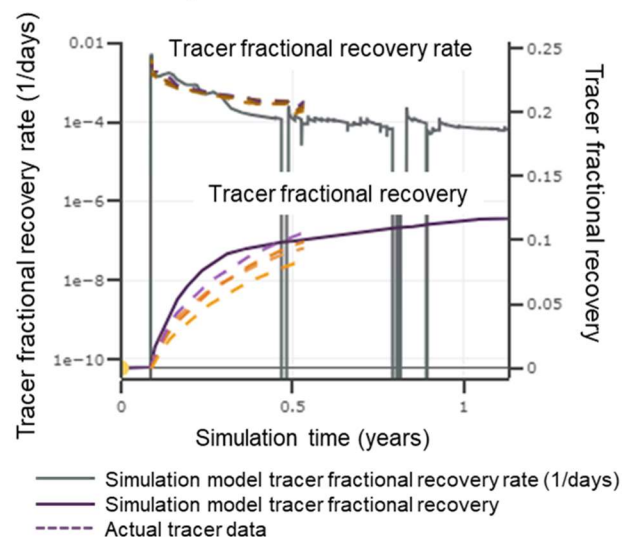 Tracer fractional recovery rate (1/days)
0.01
1e-4
1e-6
1e-8
1e-10
Tracer fractional recovery rate
Tracer fractional recovery
0.25
0.2
0.15
0.1
0.05
0
Tracer fractional recovery
0
0.5
1
Simulation time (years)
Simulation model tracer fractional recovery rate (1/days)
Simulation model tracer fractional recovery
Actual tracer data